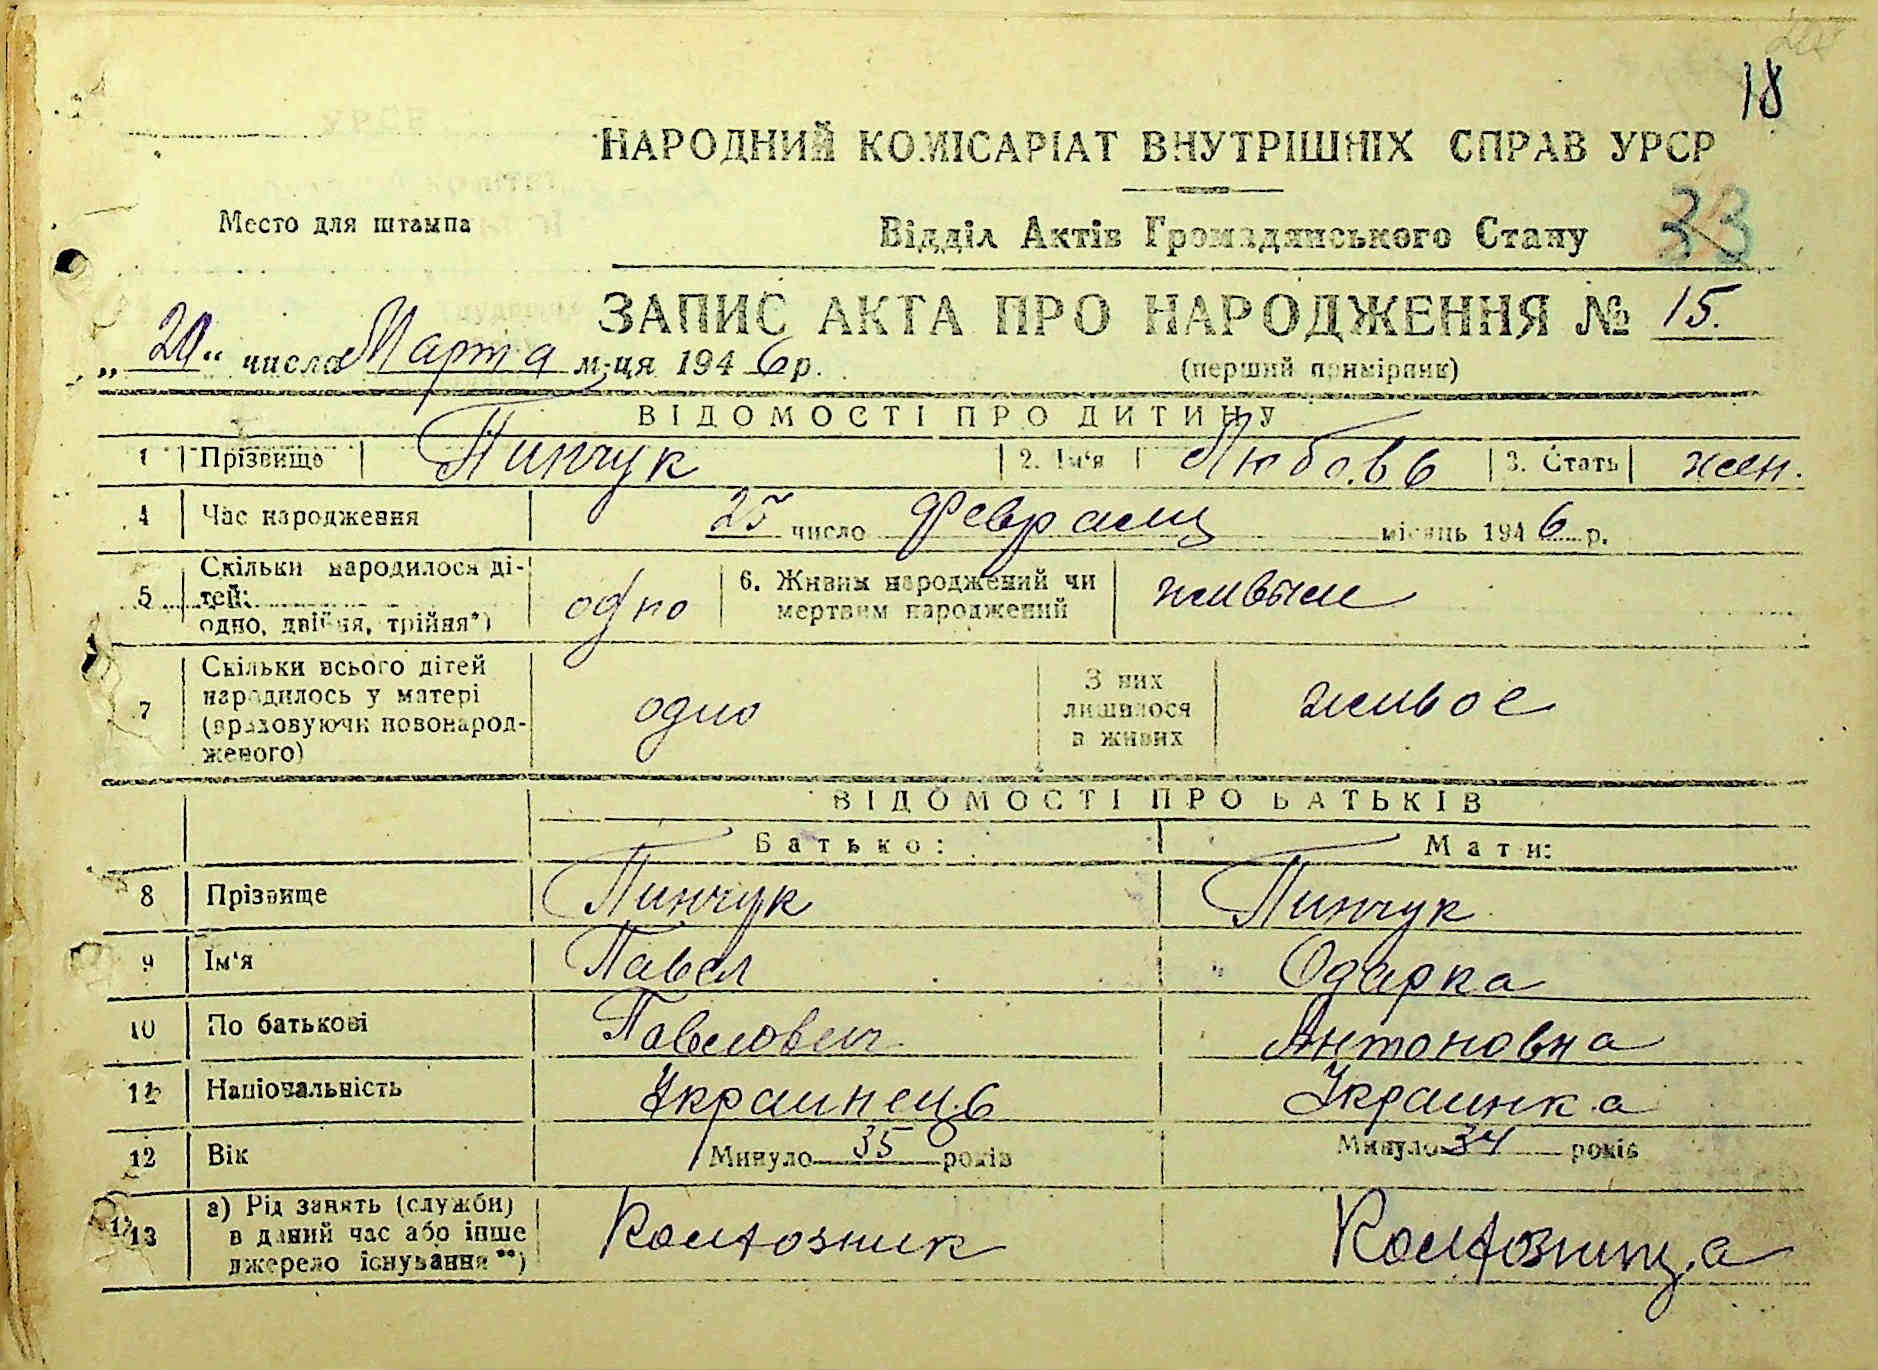 18
НАРОДНИЙ КОМІСАРІАТ ВНУТРІШНІХ СПРАВ УРСР
Место для штампа
Відділ Актів Громадянського Стану
33
ЗАПИС АКТА ПРО НАРОДЖЕННЯ № 15.
„20“ числа Марта м-ця 1946 р.
(перший примірник)
ВІДОМОСТІ ПРО ДИТИНУ
1 Прізвище Пинчук 2. Ім'я Любовь 3. Стать жен.
4 Час народження 25 число Февраля місяць 1946 р.
5 Скільки народилося ді-
тей:
одно, двійня, трійня*) одно 6. Живим народжений чи
мертвим народжений живым
7 Скільки всього дітей
народилось у матері
(враховуючи новонарод-
женого) одно З них
лишилося
в живих живое
ВІДОМОСТІ ПРО БАТЬКІВ
Батько: Мати:
8 Прізвище Пинчук Пинчук
9 Ім'я Павел Одарка
10 По батькові Павлович Антоновна
11 Національність Украинець Украинка
12 Вік Минуло 35 років Минуло 34 років
13 а) Рід занять (служби)
в даний час або інше
джерело існування**) Колхозник Колхозница